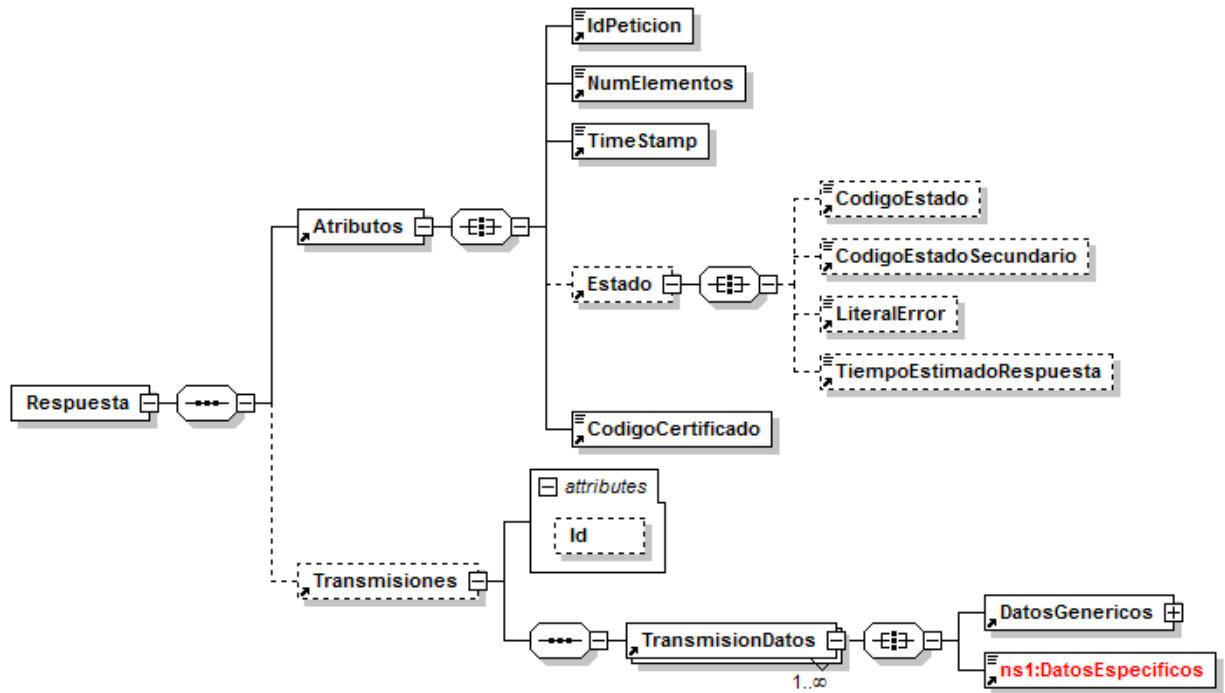 IdPeticion
NumElementos
TimeStamp
CodigoEstado
Atributos
CodigoEstadoSecundario
Estado
LiteralError
TiempoEstimadoRespuesta
Respuesta
CodigoCertificado
attributes
Id
Transmisiones
DatosGenericos
TransmisionDatos
1..∞
ns1:DatosEspecificos